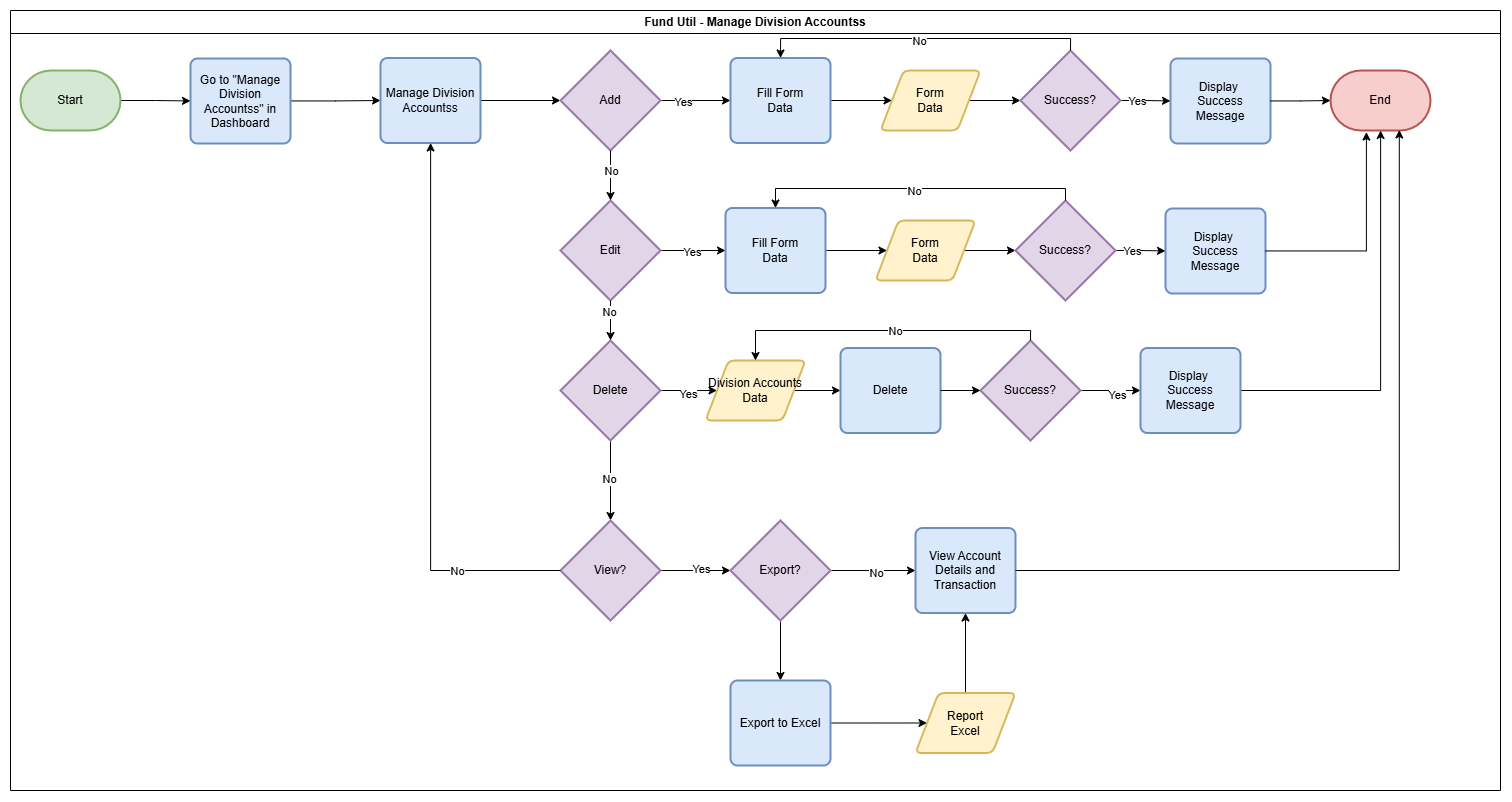 Fund Util - Manage Division Accountss
No
Start
Go to "Manage
Division
Accountss" in
Dashboard
Manage Division
Accountss
Add
Yes
Fill Form
Data
Form
Data
Success?
Yes
Display
Success
Message
End
No
No
Edit
Yes
Fill Form
Data
Form
Data
Success?
Yes
Display
Success
Message
No
No
Delete
Yes
Division Accounts
Data
Delete
Success?
Yes
Display
Success
Message
No
No
View?
Yes
Export?
No
View Account
Details and
Transaction
Export to Excel
Report
Excel